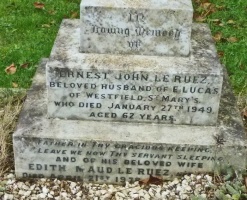 In
Loving Memory
OF
ERNEST JOHN LE RUEZ
BELOVED HUSBAND OF E. LUCAS
OF WESTFIELD, ST MARY'S.
WHO DIED JANUARY 27TH 1949
AGED 62 YEARS.
FATHER IN THY GRACIOUS KEEPING
LEAVE WE NOW THY SERVANT SLEEPING
AND OF HIS BELOVED WIFE
EDITH MAUD LE RUEZ